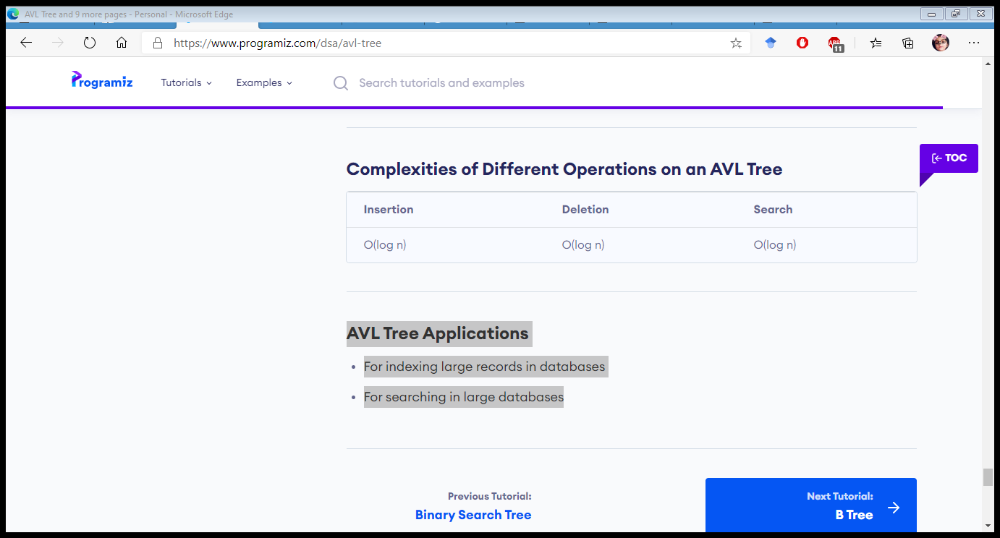 AVL Tree and 9 more pages - Personal - Microsoft Edge
https://www.programiz.com/dsa/avl-tree
ABP
11
Programiz
Tutorials
Examples
Search tutorials and examples
TOC
Complexities of Different Operations on an AVL Tree
Insertion Deletion Search
O(log n) O(log n) O(log n)
AVL Tree Applications
• For indexing large records in databases
• For searching in large databases
Previous Tutorial:
Binary Search Tree
Next Tutorial:
B Tree